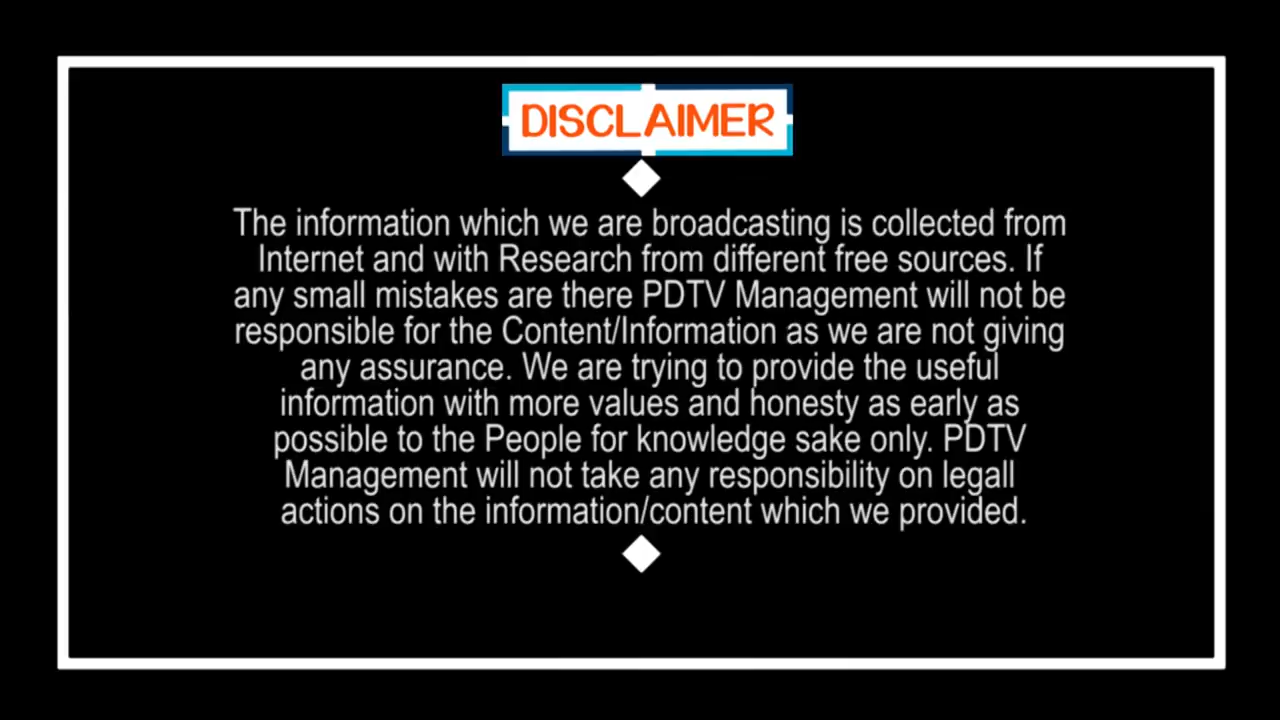 DISCLAIMER
The information which we are broadcasting is collected from
Internet and with Research from different free sources. If
any small mistakes are there PDTV Management will not be
responsible for the Content/Information as we are not giving
any assurance. We are trying to provide the useful
information with more values and honesty as early as
possible to the People for knowledge sake only. PDTV
Management will not take any responsibility on legall
actions on the information/content which we provided.